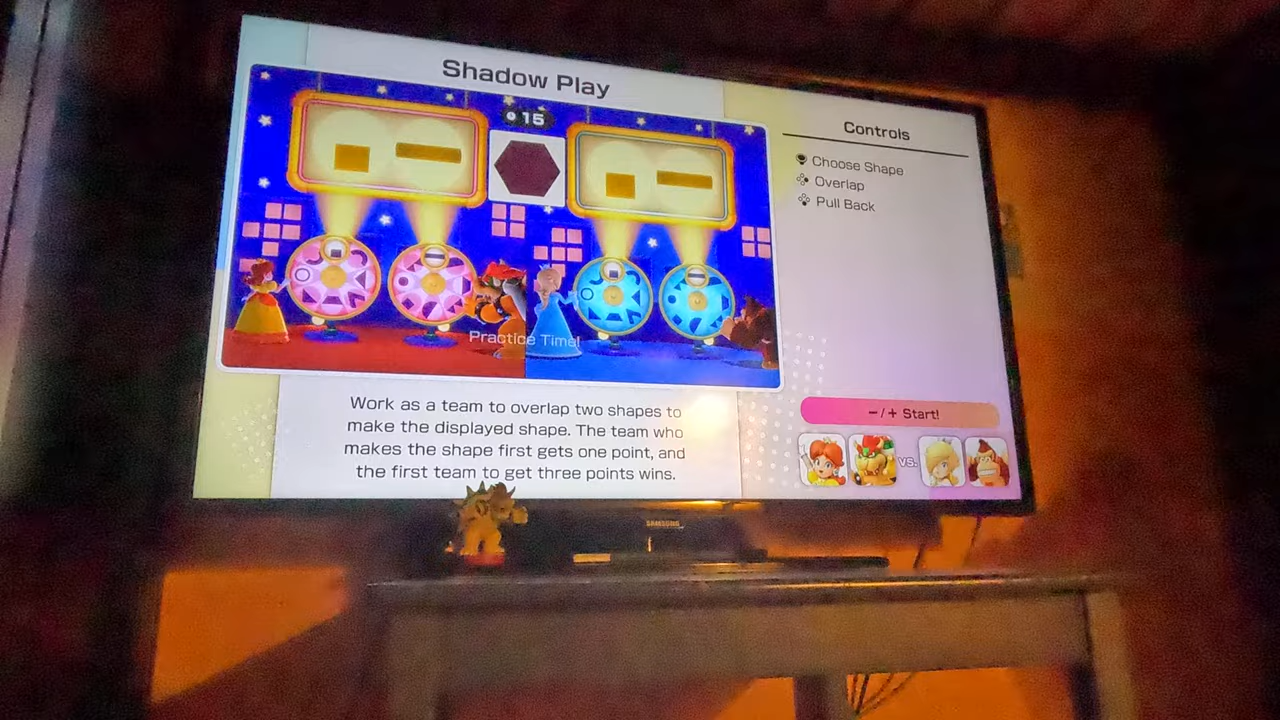 Shadow Play
15
Practice Time!
Work as a team to overlap two shapes to
make the displayed shape. The team who
makes the shape first gets one point, and
the first team to get three points wins.
Controls
Choose Shape
Overlap
Pull Back
−/+ Start!
vs.
SAMSUNG